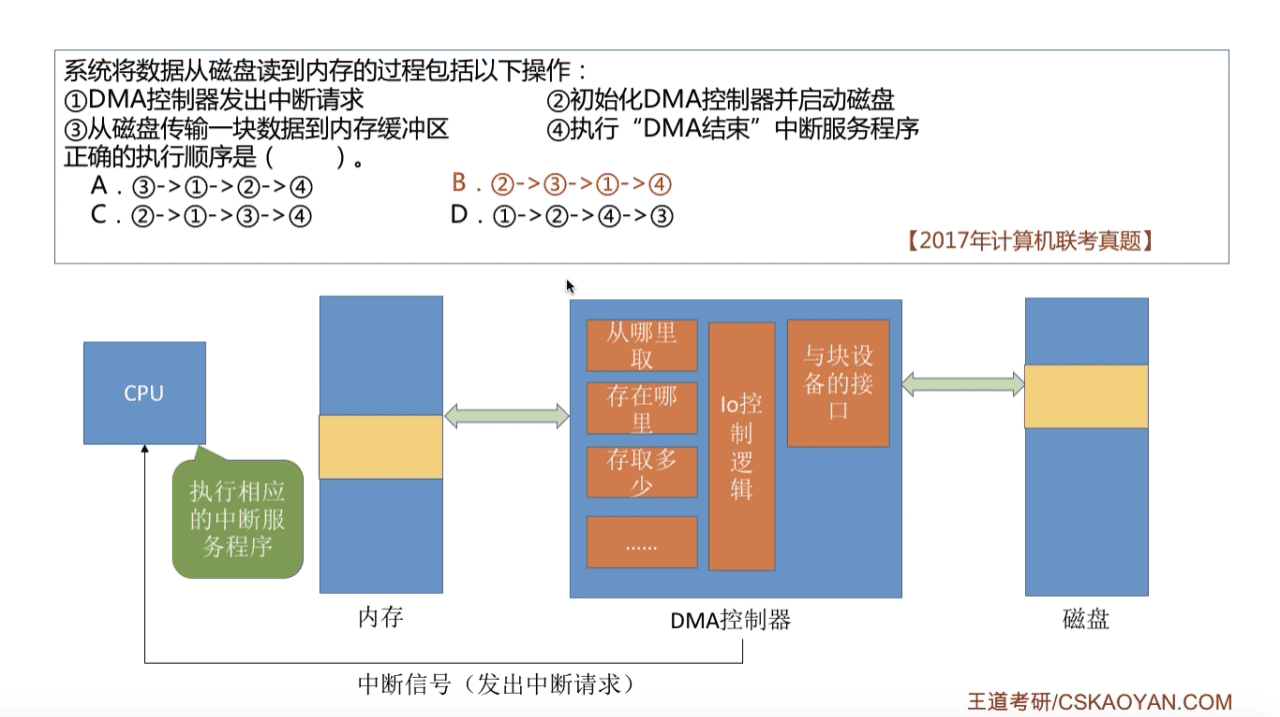 系统将数据从磁盘读到内存的过程包括以下操作：
①DMA控制器发出中断请求 ②初始化DMA控制器并启动磁盘
③从磁盘传输一块数据到内存缓冲区 ④执行“DMA结束”中断服务程序
正确的执行顺序是（ ）。
A．③->①->②->④ B．②->③->①->④
C．②->①->③->④ D．①->②->④->③
【2017年计算机联考真题】
CPU
执行相应
的中断服
务程序
内存
从哪里
取
存在哪
里
存取多
少
……
Io控
制
逻
辑
与块设
备的接
口
DMA控制器
磁盘
中断信号（发出中断请求）
王道考研/CSKAOYAN.COM